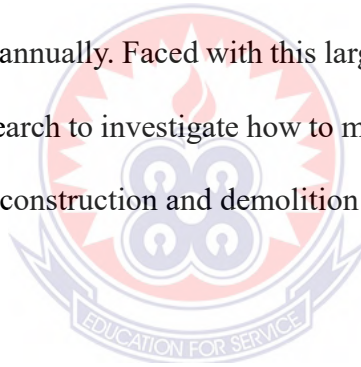 annually. Faced with this larg
earch to investigate how to m
construction and demolition
EDUCATION FOR SERVICE